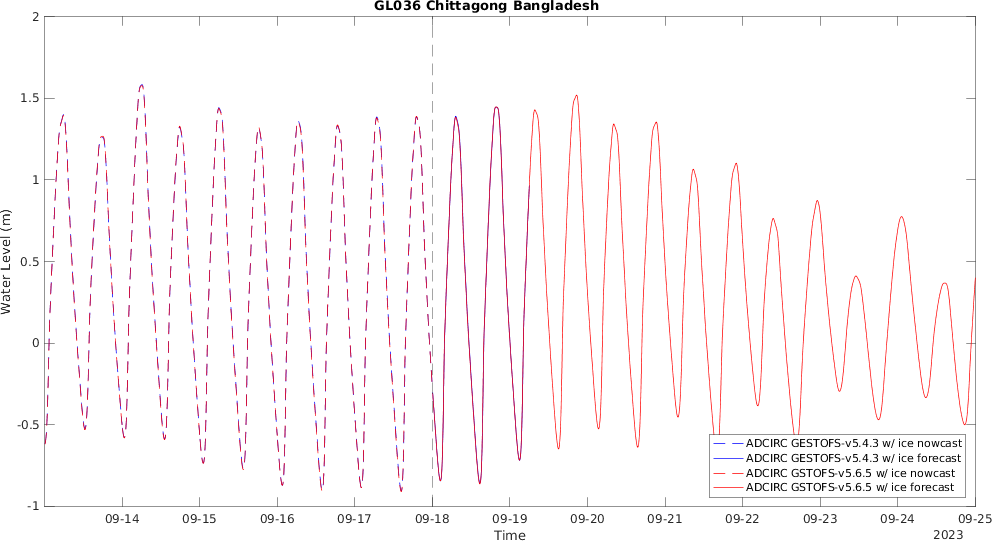 GL036 Chittagong Bangladesh
2
1.5
1
0.5
0
-0.5
-1
Water Level (m)
ADCIRC GESTOFS-v5.4.3 w/ ice nowcast
ADCIRC GESTOFS-v5.4.3 w/ ice forecast
ADCIRC GSTOFS-v5.6.5 w/ ice nowcast
ADCIRC GSTOFS-v5.6.5 w/ ice forecast
09-14 09-15 09-16 09-17 09-18 09-19 09-20 09-21 09-22 09-23 09-24 09-25
Time
2023